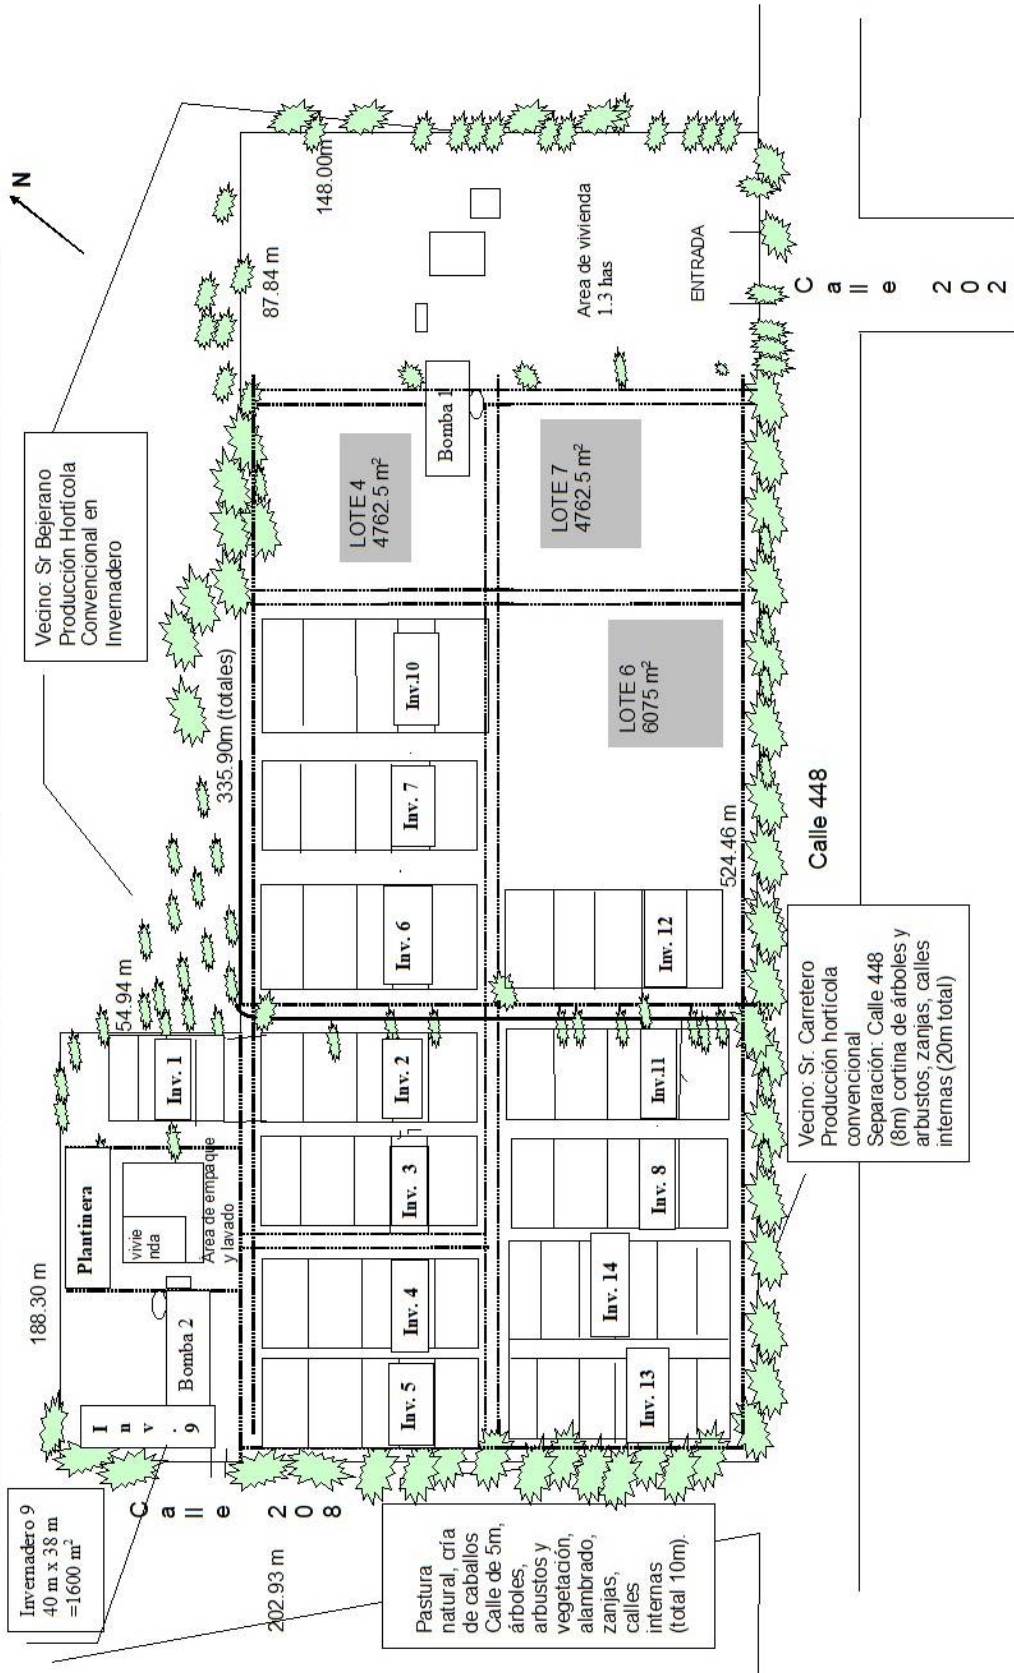 Invernadero 9
40 m x 38 m
=1600 m²
188.30 m
54.94 m
Vecino: Sr Bejerano
Producción Hortícola
Convencional en
Invernadero
N
Inv. 9
Bomba 2
Plantinera
vivie
nda
Área de empaque
y lavado
Inv. 1
335.90m (totales)
87.84 m
148.00m
Calle 208
202.93 m
Inv. 5
Inv. 4
Inv. 3
Inv. 2
Inv. 6
Inv. 7
Inv.10
LOTE 4
4762.5 m²
Bomba 1
Area de vivienda
1.3 has
ENTRADA
Inv. 13
Inv. 14
Inv. 8
Inv.11
Inv. 12
LOTE 6
6075 m²
LOTE 7
4762.5 m²
524.46 m
Pastura
natural, cría
de caballos
Calle de 5m,
árboles,
arbustos y
vegetación,
alambrado,
zanjas,
calles
internas
(total 10m).
Vecino: Sr. Carretero
Producción hortícola
convencional
Separación: Calle 448
(8m) cortina de árboles y
arbustos, zanjas, calles
internas (20m total)
Calle 448
Calle 202